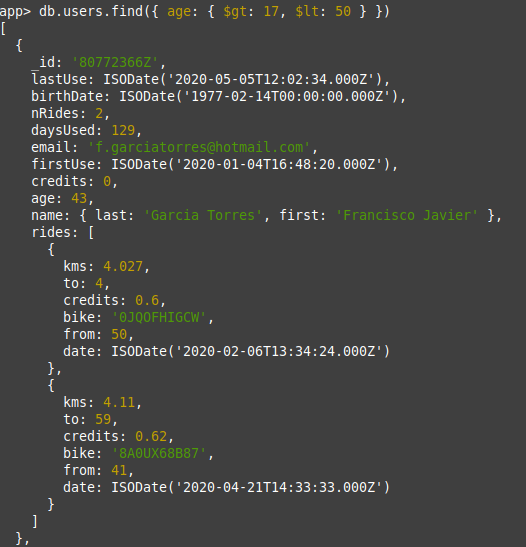 app> db.users.find({ age: { $gt: 17, $lt: 50 } })
[
  {
    _id: '80772366Z',
    lastUse: ISODate('2020-05-05T12:02:34.000Z'),
    birthDate: ISODate('1977-02-14T00:00:00.000Z'),
    nRides: 2,
    daysUsed: 129,
    email: 'f.garciatorres@hotmail.com',
    firstUse: ISODate('2020-01-04T16:48:20.000Z'),
    credits: 0,
    age: 43,
    name: { last: 'Garcia Torres', first: 'Francisco Javier' },
    rides: [
      {
        kms: 4.027,
        to: 4,
        credits: 0.6,
        bike: '0JQOFHIGCW',
        from: 50,
        date: ISODate('2020-02-06T13:34:24.000Z')
      },
      {
        kms: 4.11,
        to: 59,
        credits: 0.62,
        bike: '8A0UX68B87',
        from: 41,
        date: ISODate('2020-04-21T14:33:33.000Z')
      }
    ]
  },